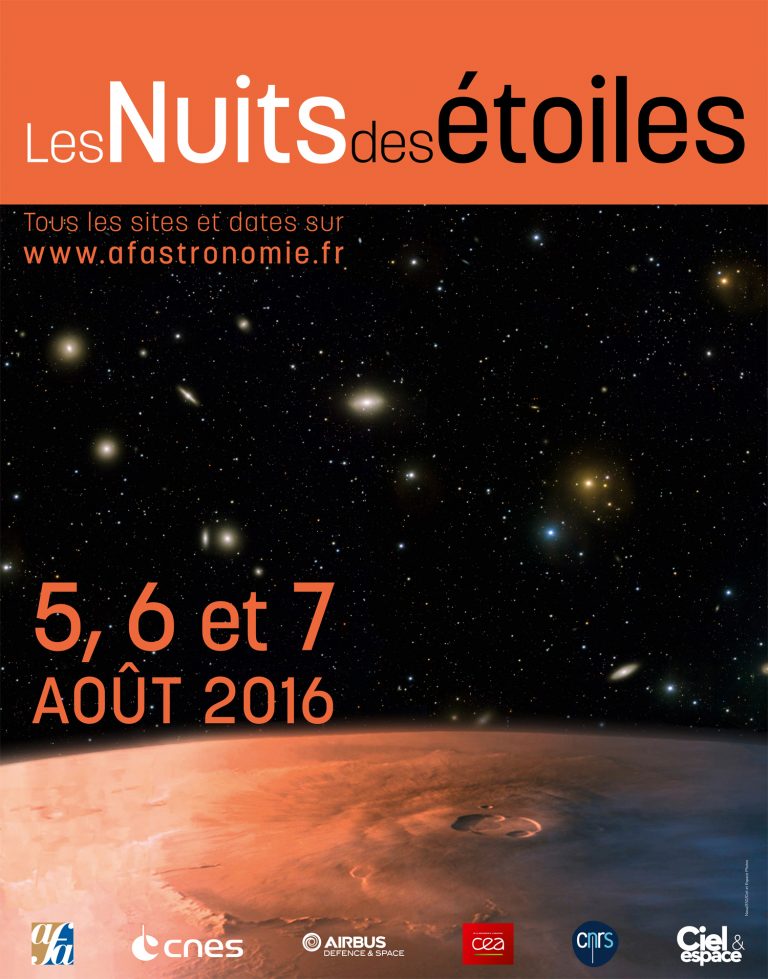 Les Nuits des étoiles
Tous les sites et dates sur
www.afastronomie.fr
5, 6 et 7
AOÛT 2016
afa
cnes
AIRBUS
DEFENCE & SPACE
cea
cnrs
Ciel &
espace